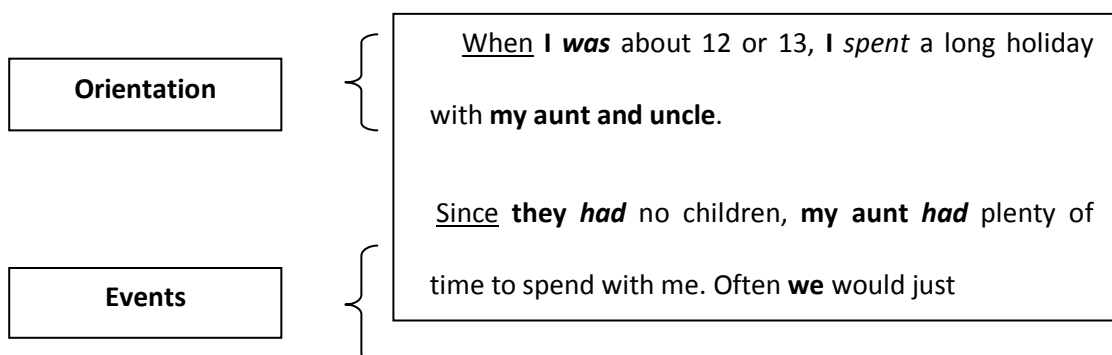 Orientation
When I was about 12 or 13, I spent a long holiday
with my aunt and uncle.
Since they had no children, my aunt had plenty of
Events
time to spend with me. Often we would just